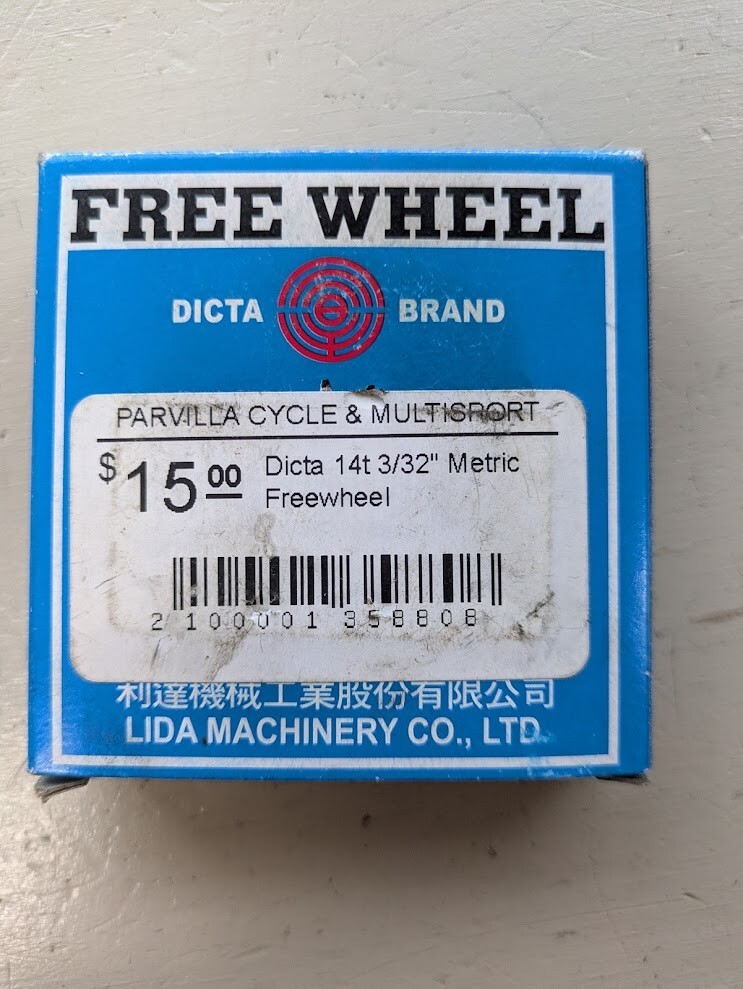 FREE WHEEL
DICTA BRAND
PARVILLA CYCLE & MULTISPORT
$15.00 Dicta 14t 3/32" Metric
Freewheel
2 100001 358808
利達機械工業股份有限公司
LIDA MACHINERY CO., LTD.